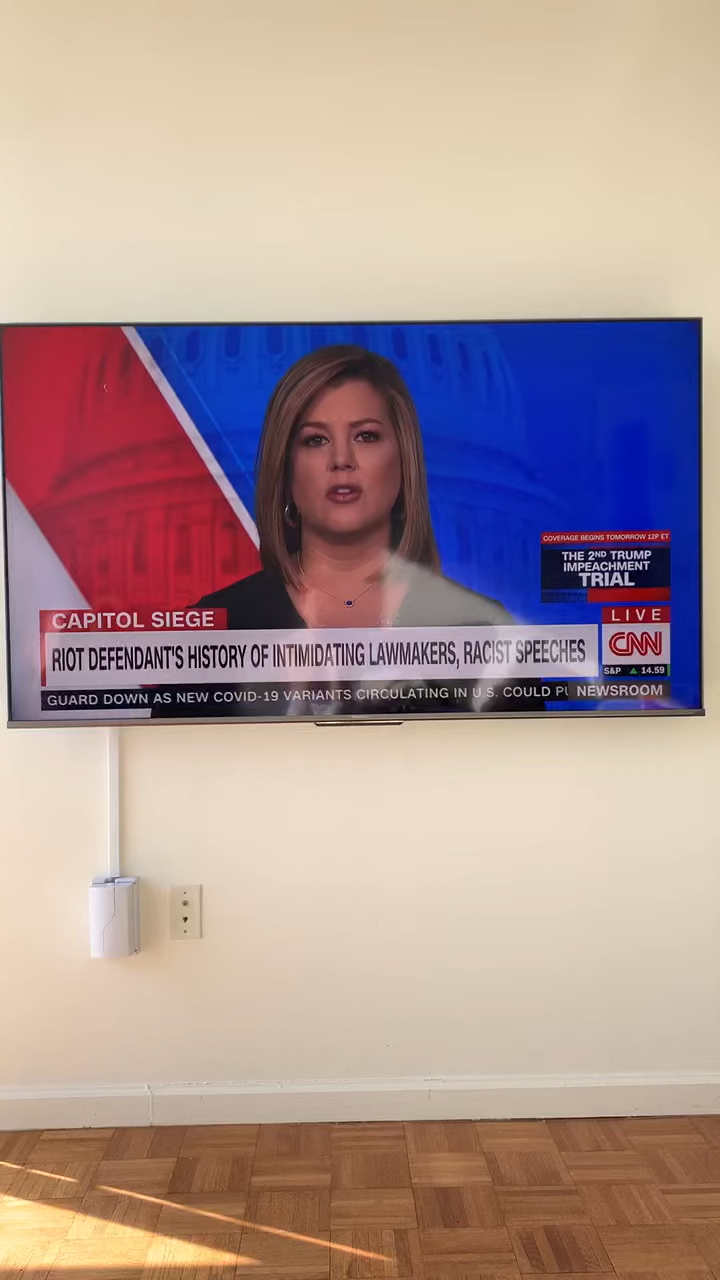 COVERAGE BEGINS TOMORROW 12P ET
THE 2ND TRUMP
IMPEACHMENT
TRIAL
CAPITOL SIEGE
LIVE
RIOT DEFENDANT'S HISTORY OF INTIMIDATING LAWMAKERS, RACIST SPEECHES
CNN
S&P ▲ 14.59
GUARD DOWN AS NEW COVID-19 VARIANTS CIRCULATING IN U.S. COULD PU
NEWSROOM